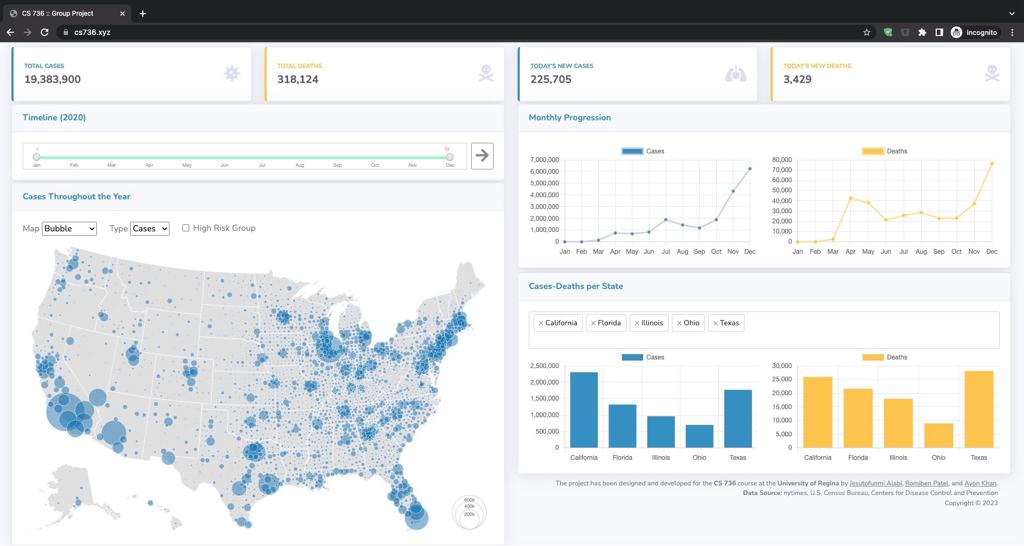 CS 736 :: Group Project
cs736.xyz
Incognito
TOTAL CASES
19,383,900
TOTAL DEATHS
318,124
TODAY'S NEW CASES
225,705
TODAY'S NEW DEATHS
3,429
Timeline (2020)
1 12
Jan Feb Mar Apr May Jun Jul Aug Sep Oct Nov Dec
Cases Throughout the Year
Map Bubble Type Cases High Risk Group
600k
400k
200k
Monthly Progression
Cases
7,000,000
6,000,000
5,000,000
4,000,000
3,000,000
2,000,000
1,000,000
0
Jan Feb Mar Apr May Jun Jul Aug Sep Oct Nov Dec
Deaths
80,000
70,000
60,000
50,000
40,000
30,000
20,000
10,000
0
Jan Feb Mar Apr May Jun Jul Aug Sep Oct Nov Dec
Cases-Deaths per State
× California × Florida × Illinois × Ohio × Texas
Cases
2,500,000
2,000,000
1,500,000
1,000,000
500,000
0
California Florida Illinois Ohio Texas
Deaths
30,000
25,000
20,000
15,000
10,000
5,000
0
California Florida Illinois Ohio Texas
The project has been designed and developed for the CS 736 course at the University of Regina by Jesutofunmi Alabi, Romiben Patel, and Ayon Khan.
Data Source: nytimes, U.S. Census Bureau, Centers for Disease Control and Prevention
Copyright © 2023